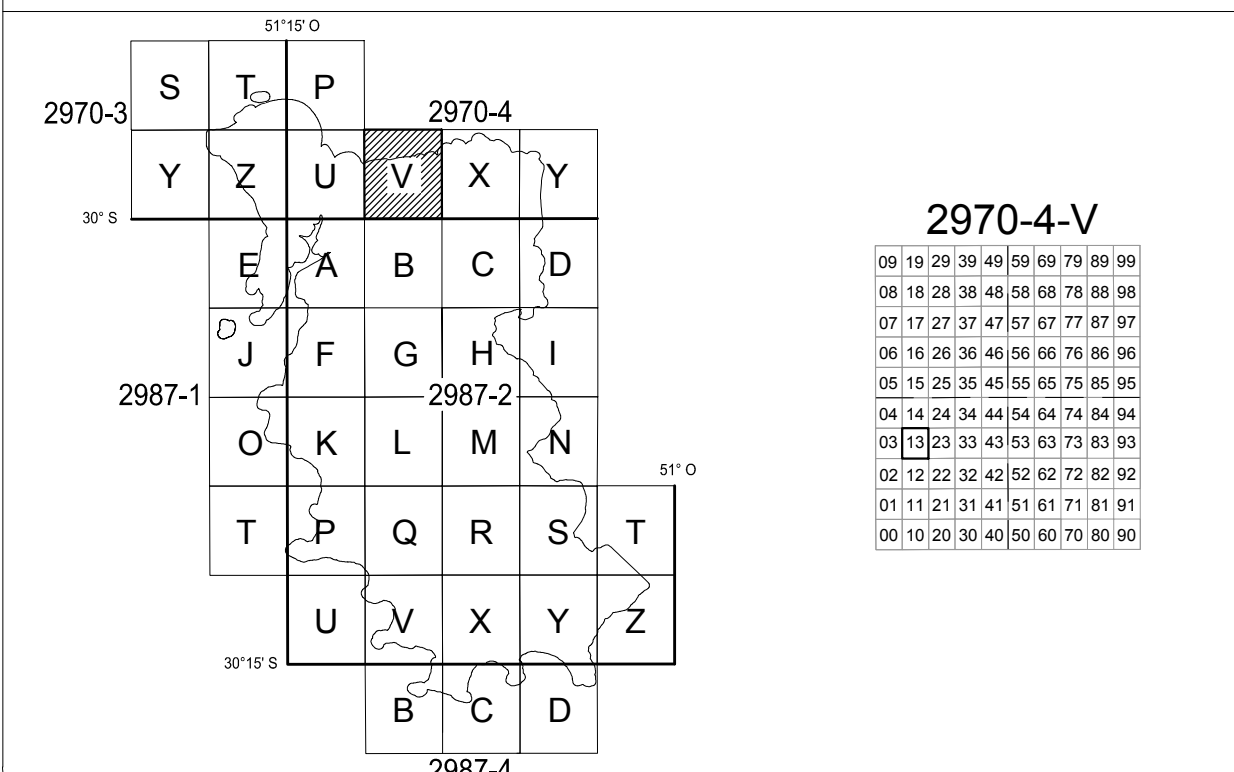 51°15' O
S T P
2970-3 2970-4
Y Z U V X Y
30° S
E A B C D
J F G H I
2987-1 2987-2
O K L M N
51° O
T P Q R S T
U V X Y Z
30°15' S
B C D
2987-4
2970-4-V
09 19 29 39 49 59 69 79 89 99
08 18 28 38 48 58 68 78 88 98
07 17 27 37 47 57 67 77 87 97
06 16 26 36 46 56 66 76 86 96
05 15 25 35 45 55 65 75 85 95
04 14 24 34 44 54 64 74 84 94
03 13 23 33 43 53 63 73 83 93
02 12 22 32 42 52 62 72 82 92
01 11 21 31 41 51 61 71 81 91
00 10 20 30 40 50 60 70 80 90